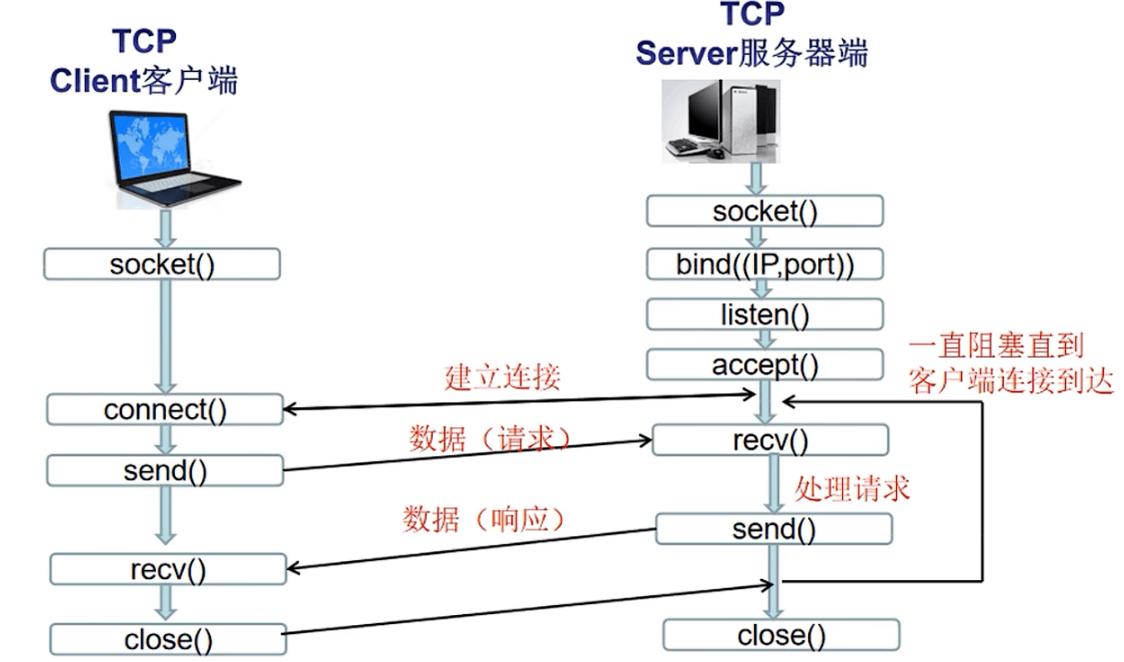 TCP
Client客户端
TCP
Server服务器端
socket()
socket()
bind((IP,port))
listen()
accept()
一直阻塞直到
客户端连接到达
建立连接
connect()
数据（请求）
recv()
send()
处理请求
数据（响应）
send()
recv()
close()
close()